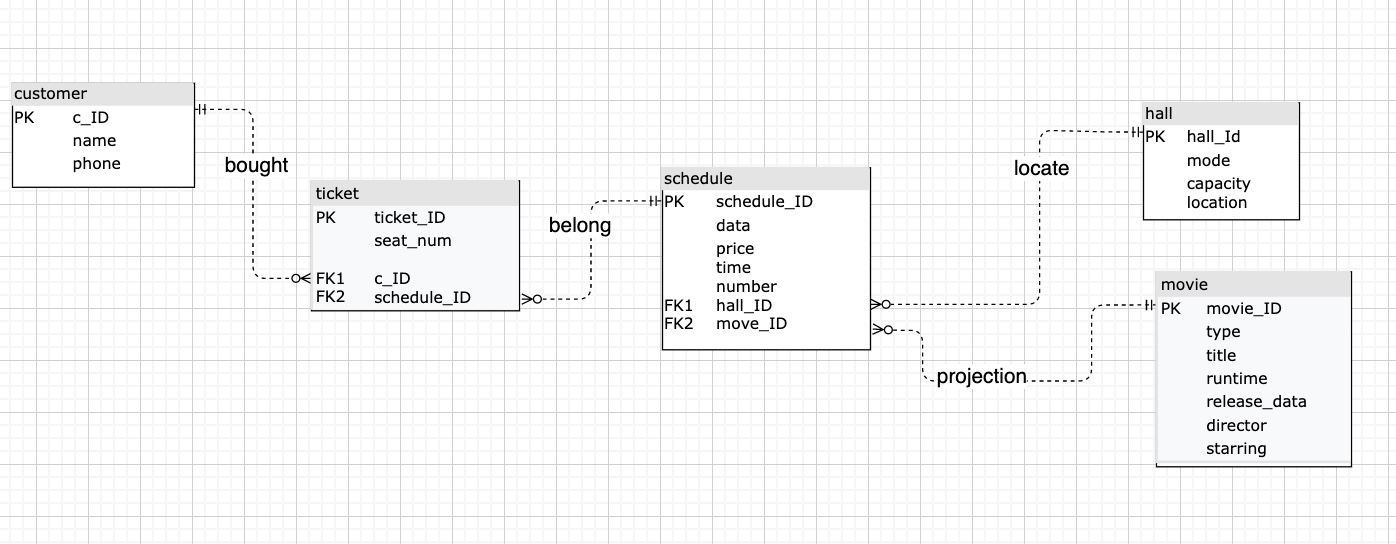 customer
PK c_ID
name
phone
bought
ticket
PK ticket_ID
seat_num
FK1 c_ID
FK2 schedule_ID
belong
schedule
PK schedule_ID
data
price
time
number
FK1 hall_ID
FK2 move_ID
locate
hall
PK hall_Id
mode
capacity
location
projection
movie
PK movie_ID
type
title
runtime
release_data
director
starring